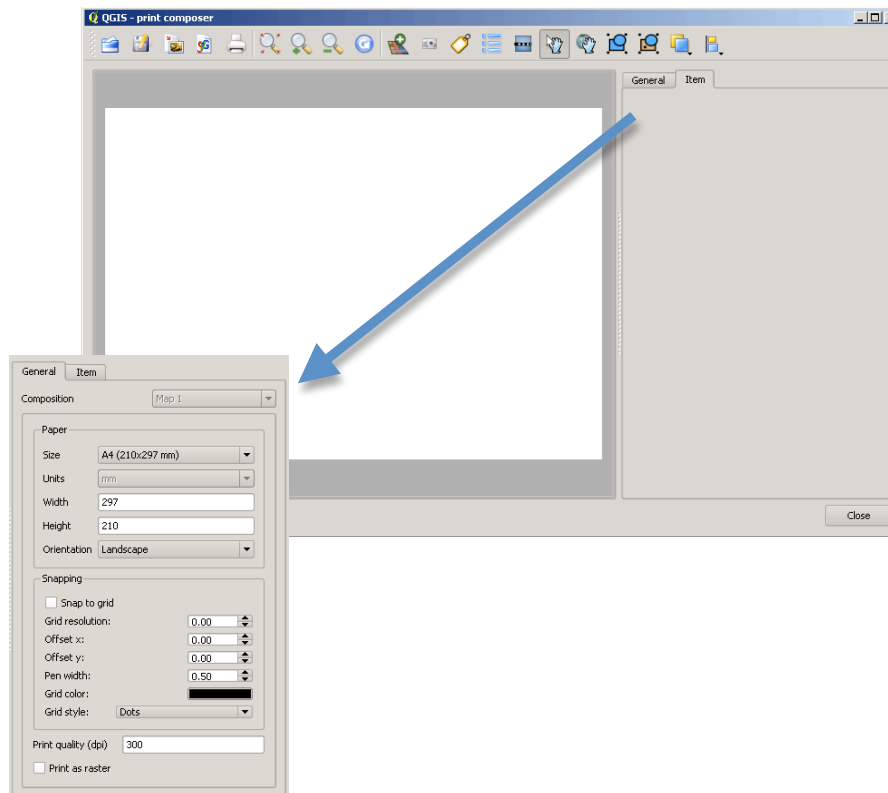 QGIS - print composer
General Item
Close
General Item
Composition Map 1
Paper
Size A4 (210x297 mm)
Units mm
Width 297
Height 210
Orientation Landscape
Snapping
Snap to grid
Grid resolution: 0.00
Offset x: 0.00
Offset y: 0.00
Pen width: 0.50
Grid color:
Grid style: Dots
Print quality (dpi) 300
Print as raster